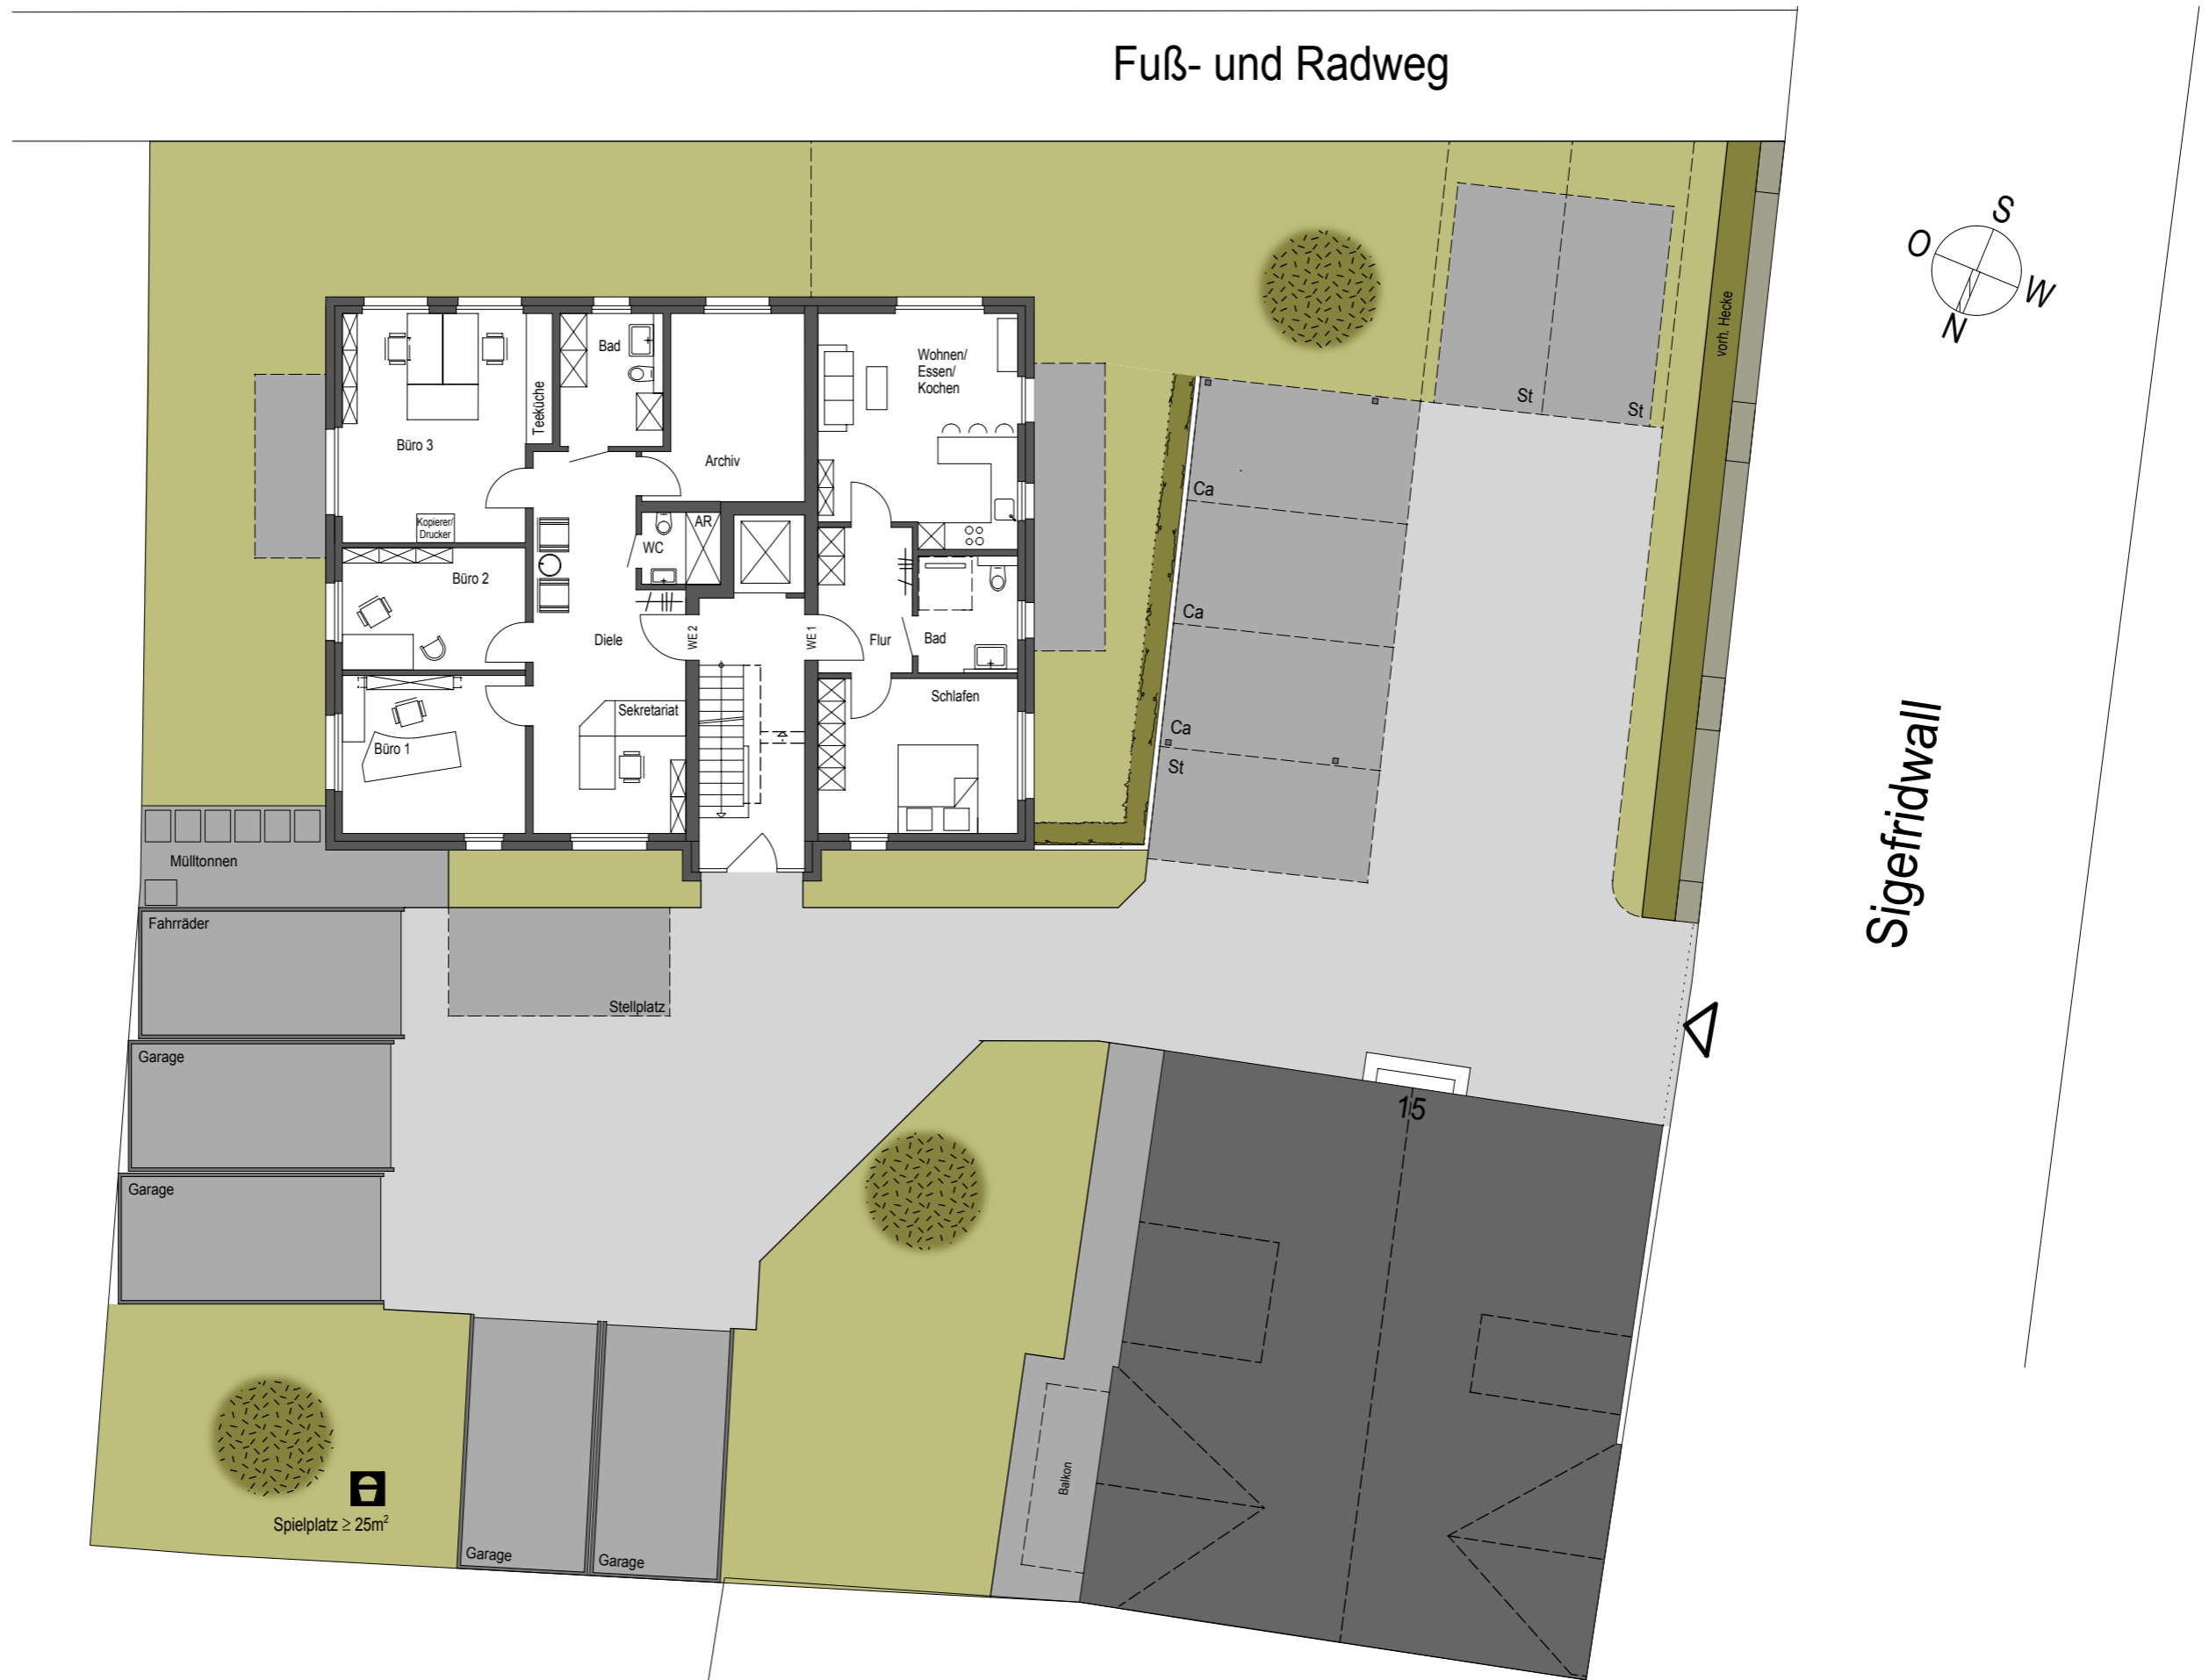 Fuß- und Radweg
S
O
W
N
vorh. Hecke
Bad
Wohnen/
Essen/
Kochen
Teeküche
Büro 3
Archiv
St
St
Ca
Kopierer/
Drucker
AR
WC
Büro 2
Ca
Diele
WE 2
WE 1
Flur
Bad
Schlafen
Sekretariat
Büro 1
Ca
St
Sigefridwall
Mülltonnen
Fahrräder
Stellplatz
Garage
15
Garage
Balkon
Spielplatz ≥ 25m²
Garage
Garage